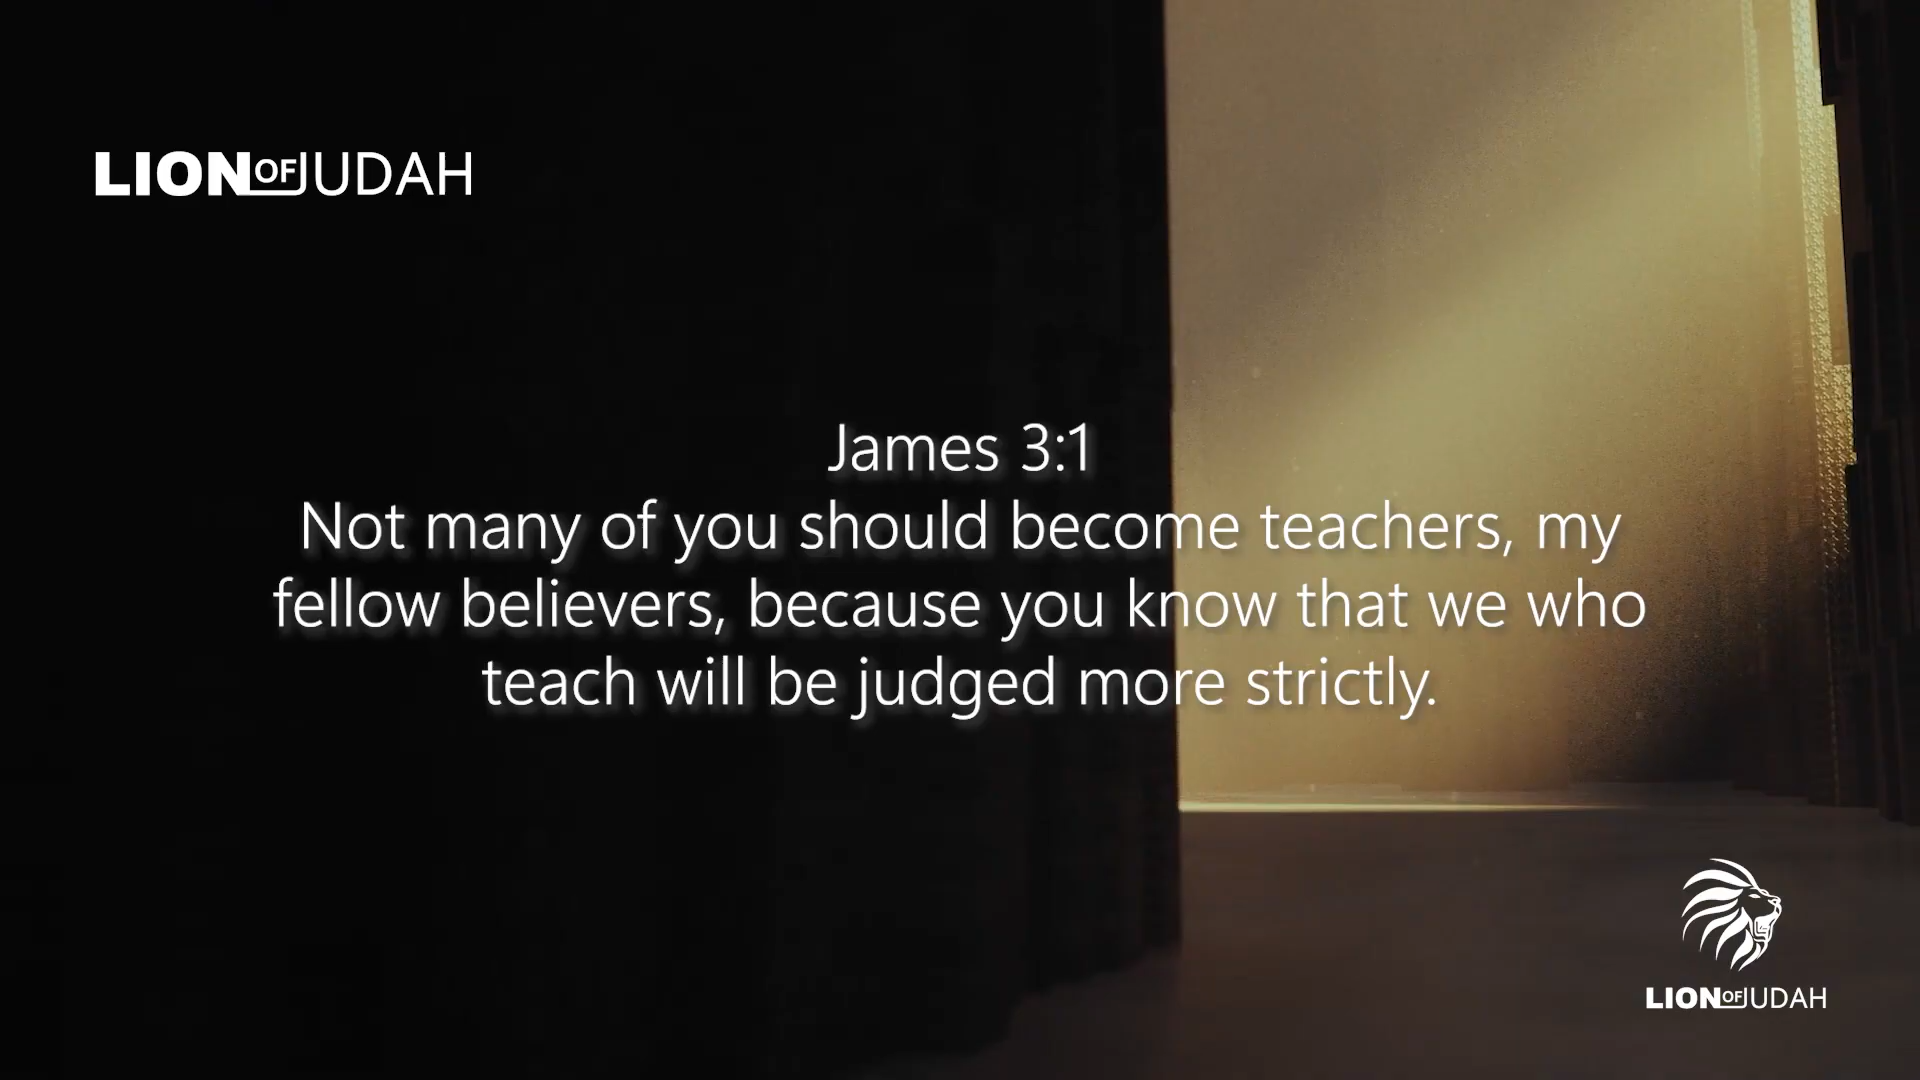 LION OF JUDAH
James 3:1
Not many of you should become teachers, my
fellow believers, because you know that we who
teach will be judged more strictly.
LION OF JUDAH